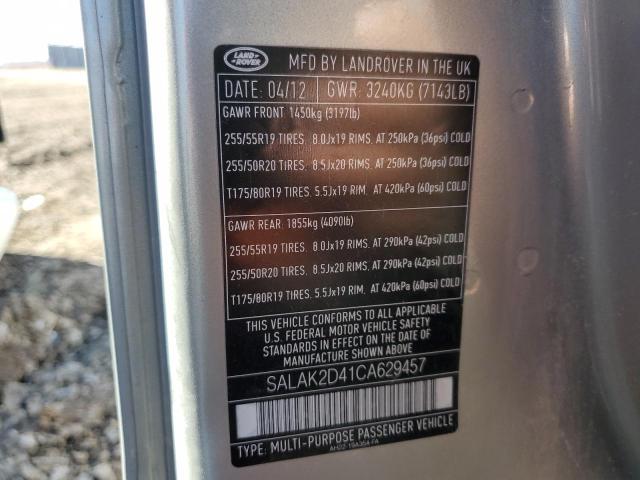 LAND ROVER
MFD BY LANDROVER IN THE UK
DATE: 04/12 GWR: 3240KG (7143LB)
GAWR FRONT: 1450kg (3197lb)
255/55R19 TIRES. 8.0Jx19 RIMS. AT 250kPa (36psi) COLD
255/50R20 TIRES. 8.5Jx20 RIMS. AT 250kPa (36psi) COLD
T175/80R19 TIRES. 5.5Jx19 RIM. AT 420kPa (60psi) COLD
GAWR REAR: 1855kg (4090lb)
255/55R19 TIRES. 8.0Jx19 RIMS. AT 290kPa (42psi) COLD
255/50R20 TIRES. 8.5Jx20 RIMS. AT 290kPa (42psi) COLD
T175/80R19 TIRES. 5.5Jx19 RIM. AT 420kPa (60psi) COLD
THIS VEHICLE CONFORMS TO ALL APPLICABLE
U.S. FEDERAL MOTOR VEHICLE SAFETY
STANDARDS IN EFFECT ON THE DATE OF
MANUFACTURE SHOWN ABOVE.
SALAK2D41CA629457
TYPE: MULTI-PURPOSE PASSENGER VEHICLE
AH22-19A364-FA